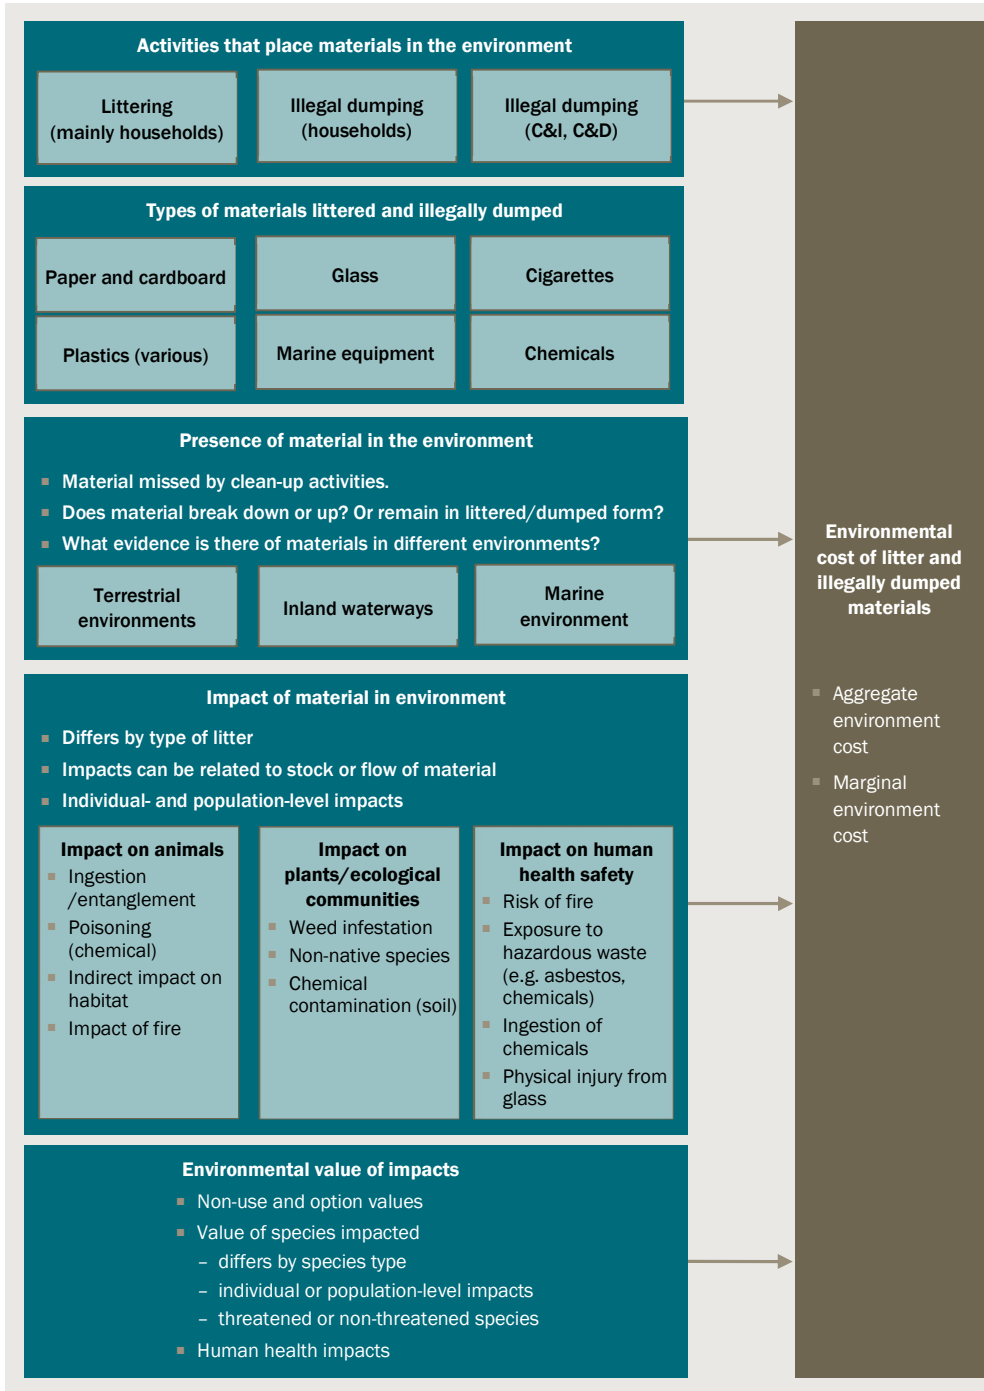 Activities that place materials in the environment
Littering
(mainly households)
Illegal dumping
(households)
Illegal dumping
(C&I, C&D)
Types of materials littered and illegally dumped
Paper and cardboard
Glass
Cigarettes
Plastics (various)
Marine equipment
Chemicals
Presence of material in the environment
▪ Material missed by clean-up activities.
▪ Does material break down or up? Or remain in littered/dumped form?
▪ What evidence is there of materials in different environments?
Terrestrial
environments
Inland waterways
Marine
environment
Impact of material in environment
▪ Differs by type of litter
▪ Impacts can be related to stock or flow of material
▪ Individual- and population-level impacts
Impact on animals
▪ Ingestion
/entanglement
▪ Poisoning
(chemical)
▪ Indirect impact on
habitat
▪ Impact of fire
Impact on
plants/ecological
communities
▪ Weed infestation
▪ Non-native species
▪ Chemical
contamination (soil)
Impact on human
health safety
▪ Risk of fire
▪ Exposure to
hazardous waste
(e.g. asbestos,
chemicals)
▪ Ingestion of
chemicals
▪ Physical injury from
glass
Environmental value of impacts
▪ Non-use and option values
▪ Value of species impacted
– differs by species type
– individual or population-level impacts
– threatened or non-threatened species
▪ Human health impacts
Environmental
cost of litter and
illegally dumped
materials
▪ Aggregate
environment
cost
▪ Marginal
environment
cost